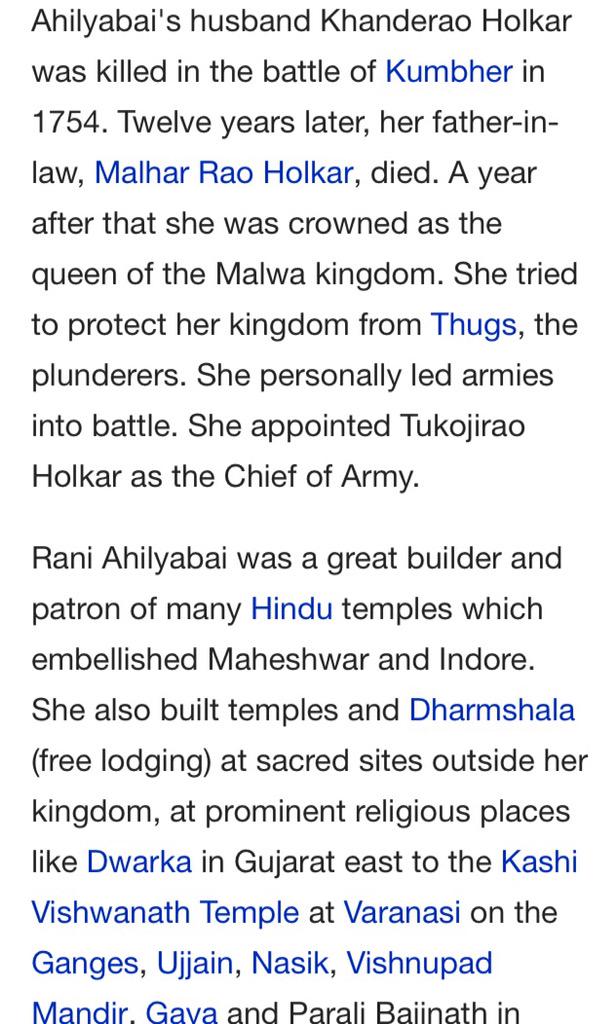 Ahilyabai's husband Khanderao Holkar
was killed in the battle of Kumbher in
1754. Twelve years later, her father-in-
law, Malhar Rao Holkar, died. A year
after that she was crowned as the
queen of the Malwa kingdom. She tried
to protect her kingdom from Thugs, the
plunderers. She personally led armies
into battle. She appointed Tukojirao
Holkar as the Chief of Army.
Rani Ahilyabai was a great builder and
patron of many Hindu temples which
embellished Maheshwar and Indore.
She also built temples and Dharmshala
(free lodging) at sacred sites outside her
kingdom, at prominent religious places
like Dwarka in Gujarat east to the Kashi
Vishwanath Temple at Varanasi on the
Ganges, Ujjain, Nasik, Vishnupad
Mandir, Gaya and Parali Baijnath in